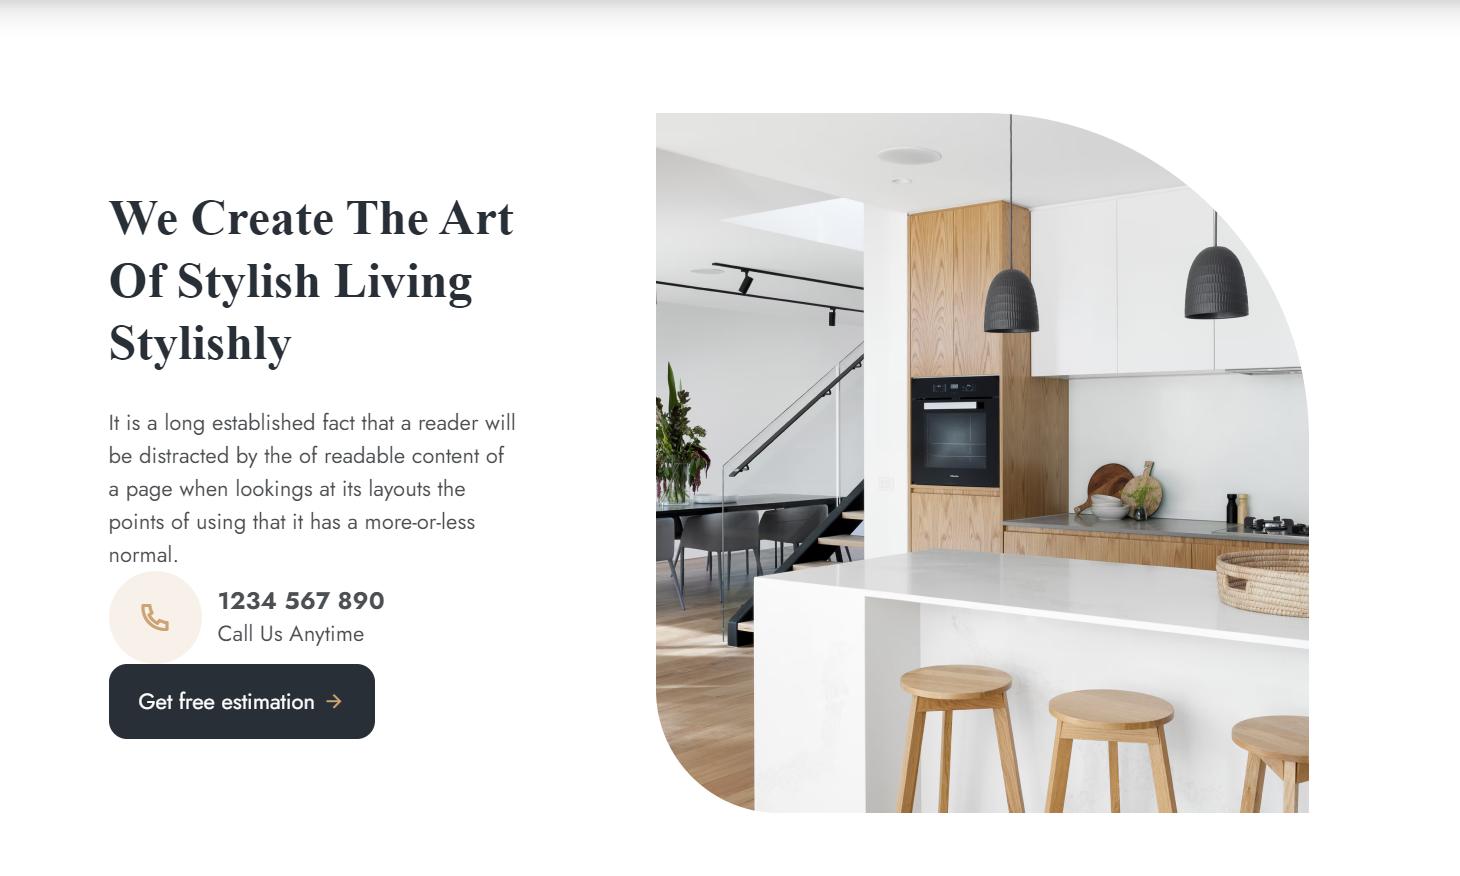 We Create The Art
Of Stylish Living
Stylishly
It is a long established fact that a reader will
be distracted by the of readable content of
a page when lookings at its layouts the
points of using that it has a more-or-less
normal.
1234 567 890
Call Us Anytime
Get free estimation